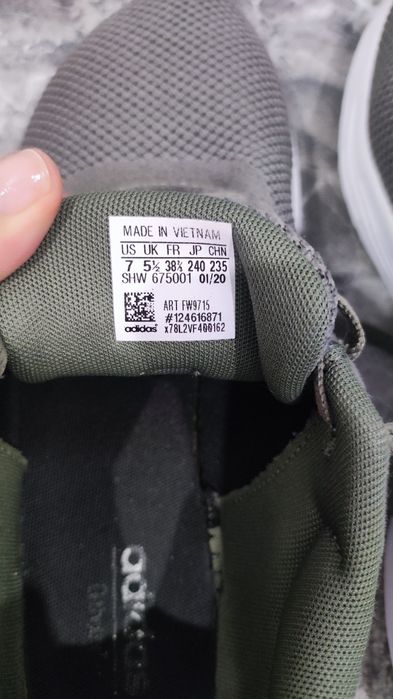 MADE IN VIETNAM
US UK FR JP CHN
7 5½ 38⅔ 240 235
SHW 675001 01/20
ART FW9715
#124616871
adidas® x78L2VF400162
adidas